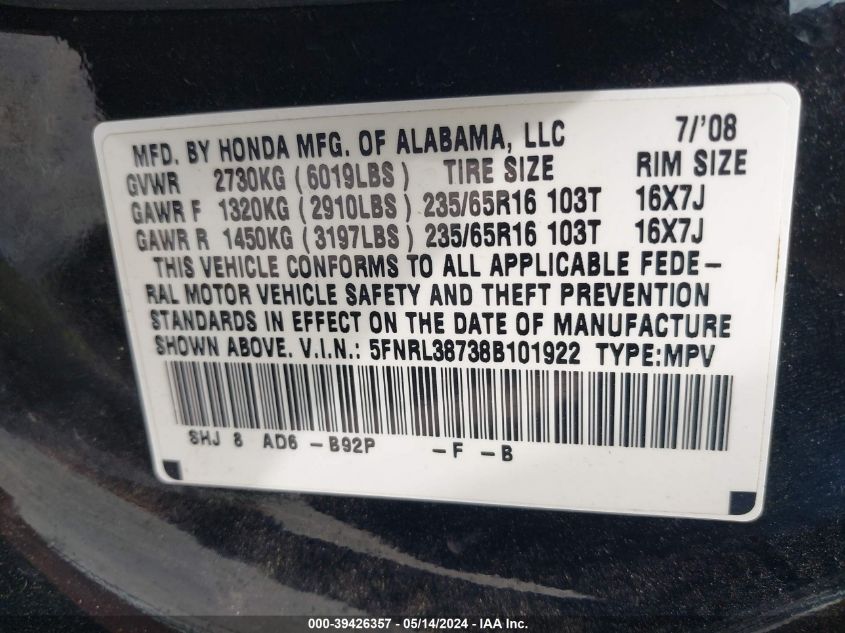 MFD. BY HONDA MFG. OF ALABAMA, LLC 7/'08
GVWR 2730KG (6019LBS) TIRE SIZE RIM SIZE
GAWR F 1320KG (2910LBS) 235/65R16 103T 16X7J
GAWR R 1450KG (3197LBS) 235/65R16 103T 16X7J
THIS VEHICLE CONFORMS TO ALL APPLICABLE FEDE-
RAL MOTOR VEHICLE SAFETY AND THEFT PREVENTION
STANDARDS IN EFFECT ON THE DATE OF MANUFACTURE
SHOWN ABOVE. V.I.N.: 5FNRL38738B101922 TYPE:MPV
SHJ 8 AD6 -B92P -F -B
000-39426357 - 05/14/2024 - IAA Inc.